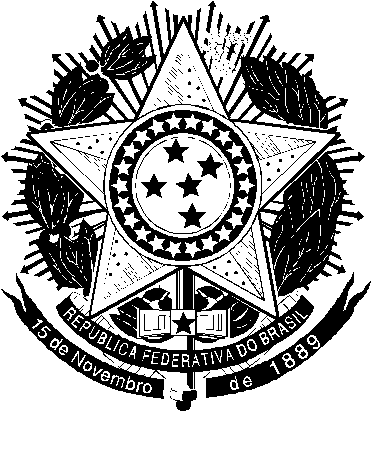 REPUBLICA FEDERATIVA DO BRASIL
15 de Novembro de 1889